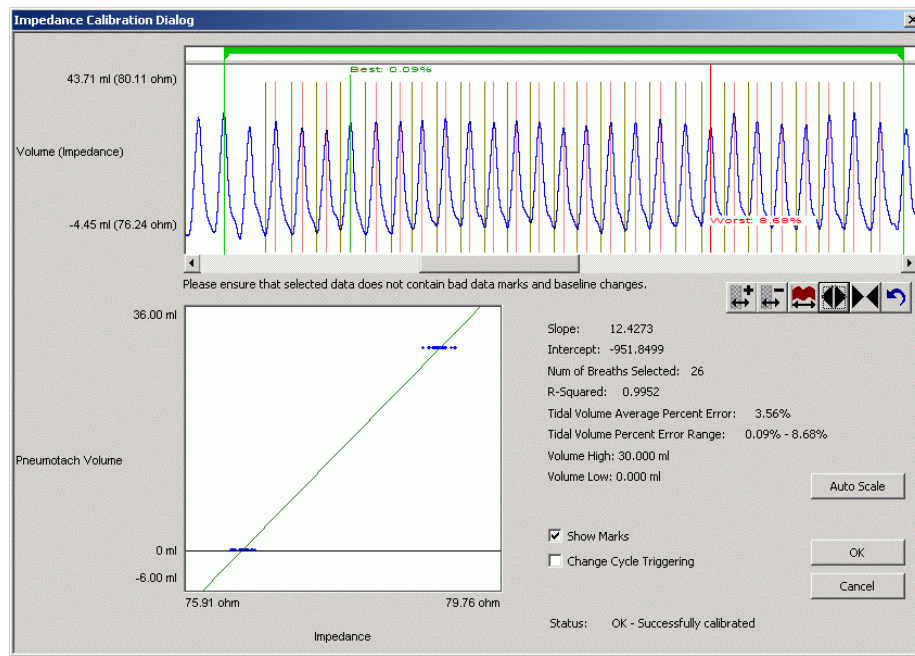 Impedance Calibration Dialog
43.71 ml (80.11 ohm)
Best: 0.09%
Volume (Impedance)
-4.45 ml (76.24 ohm)
Worst: 8.68%
Please ensure that selected data does not contain bad data marks and baseline changes.
36.00 ml
Slope: 12.4273
Intercept: -951.8499
Num of Breaths Selected: 26
R-Squared: 0.9952
Tidal Volume Average Percent Error: 3.56%
Tidal Volume Percent Error Range: 0.09% - 8.68%
Pneumotach Volume
Volume High: 30.000 ml
Volume Low: 0.000 ml
Auto Scale
Show Marks
0 ml
OK
Change Cycle Triggering
-6.00 ml
Cancel
75.91 ohm 79.76 ohm
Status: OK - Successfully calibrated
Impedance